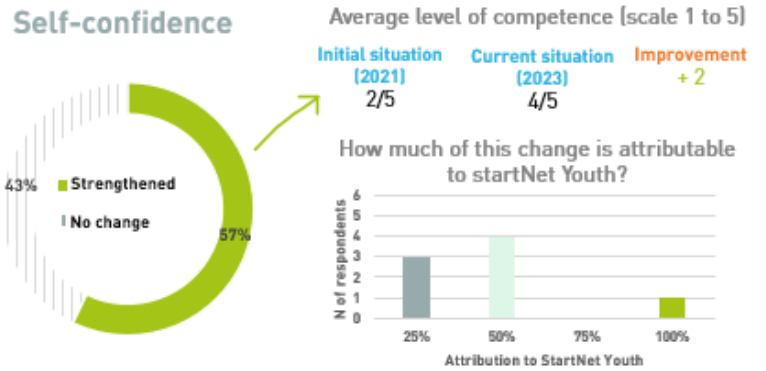 Self-confidence
Average level of competence (scale 1 to 5)
Initial situation
(2021)
2/5
Current situation
(2023)
4/5
Improvement
+ 2
43%
Strengthened
No change
57%
How much of this change is attributable
to startNet Youth?
N of respondents
6
5
4
3
2
1
0
25%
50%
75%
100%
Attribution to StartNet Youth